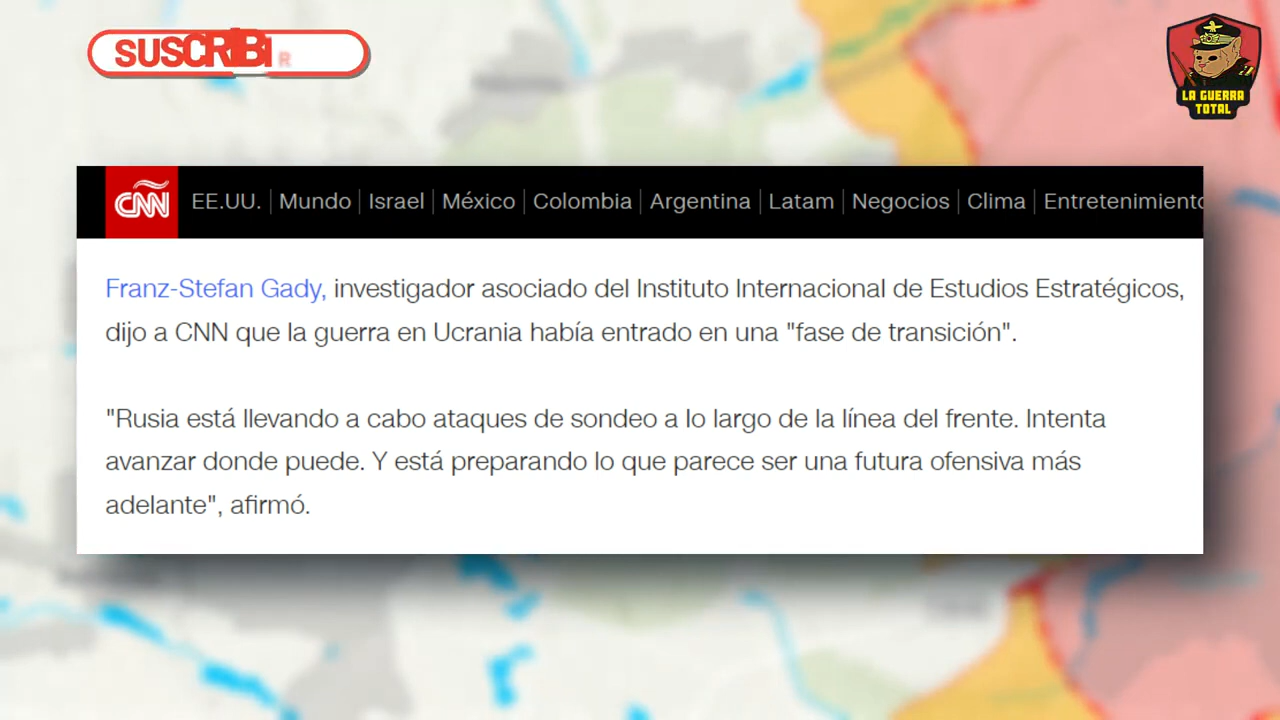 SUSCRIBIR
LA GUERRA
TOTAL
CNN EE.UU. Mundo Israel México Colombia Argentina Latam Negocios Clima Entretenimiento
Franz-Stefan Gady, investigador asociado del Instituto Internacional de Estudios Estratégicos,
dijo a CNN que la guerra en Ucrania había entrado en una "fase de transición".
"Rusia está llevando a cabo ataques de sondeo a lo largo de la línea del frente. Intenta
avanzar donde puede. Y está preparando lo que parece ser una futura ofensiva más
adelante", afirmó.